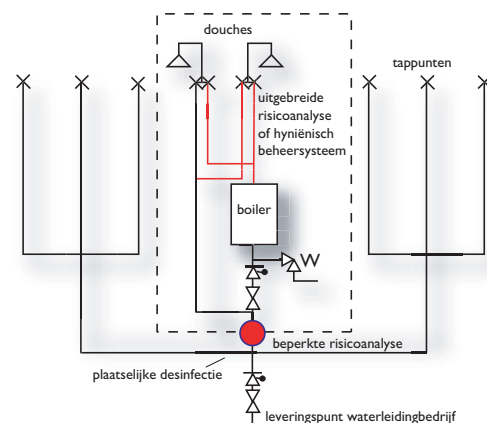 douches
tappunten
uitgebreide
risicoanalyse
of hyniënisch
beheersysteem
boiler
beperkte risicoanalyse
plaatselijke desinfectie
leveringspunt waterleidingbedrijf